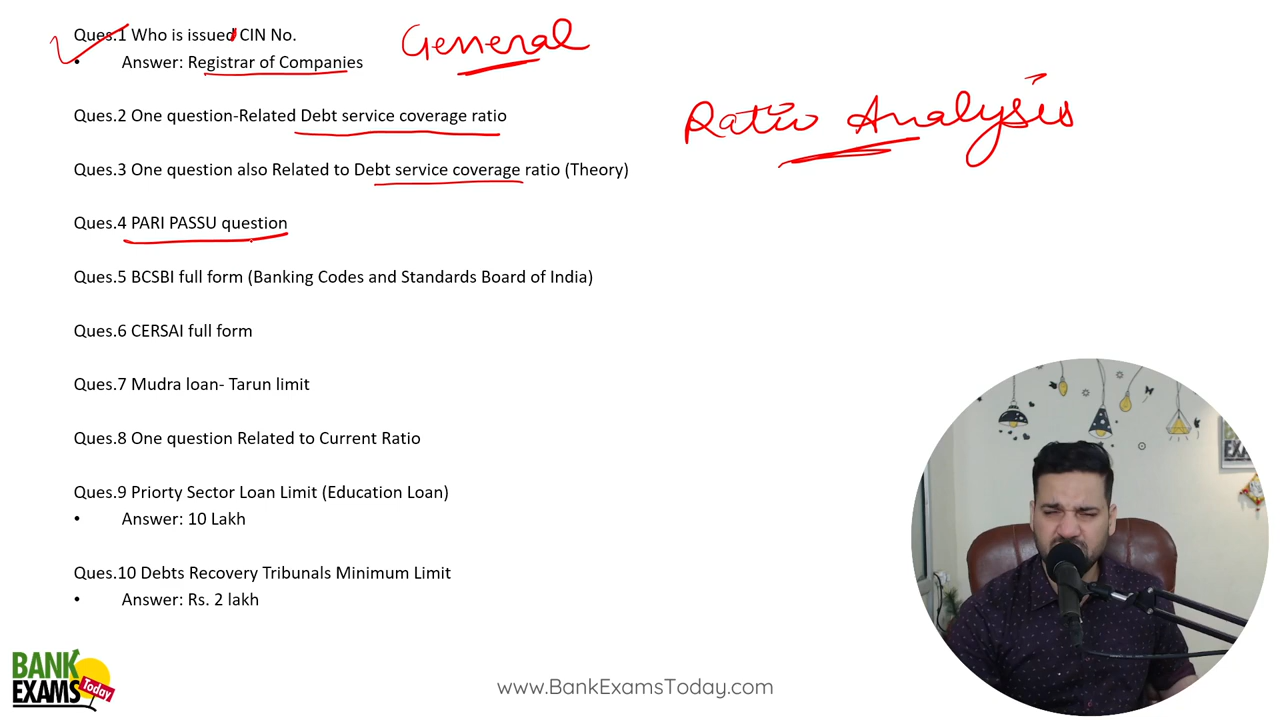 Ques.1 Who is issued CIN No.
General
• Answer: Registrar of Companies
Ques.2 One question-Related Debt service coverage ratio
Ratio Analysis
Ques.3 One question also Related to Debt service coverage ratio (Theory)
Ques.4 PARI PASSU question
Ques.5 BCSBI full form (Banking Codes and Standards Board of India)
Ques.6 CERSAI full form
Ques.7 Mudra loan- Tarun limit
Ques.8 One question Related to Current Ratio
Ques.9 Priorty Sector Loan Limit (Education Loan)
• Answer: 10 Lakh
Ques.10 Debts Recovery Tribunals Minimum Limit
• Answer: Rs. 2 lakh
BANK
EXAMS
Today
www.BankExamsToday.com